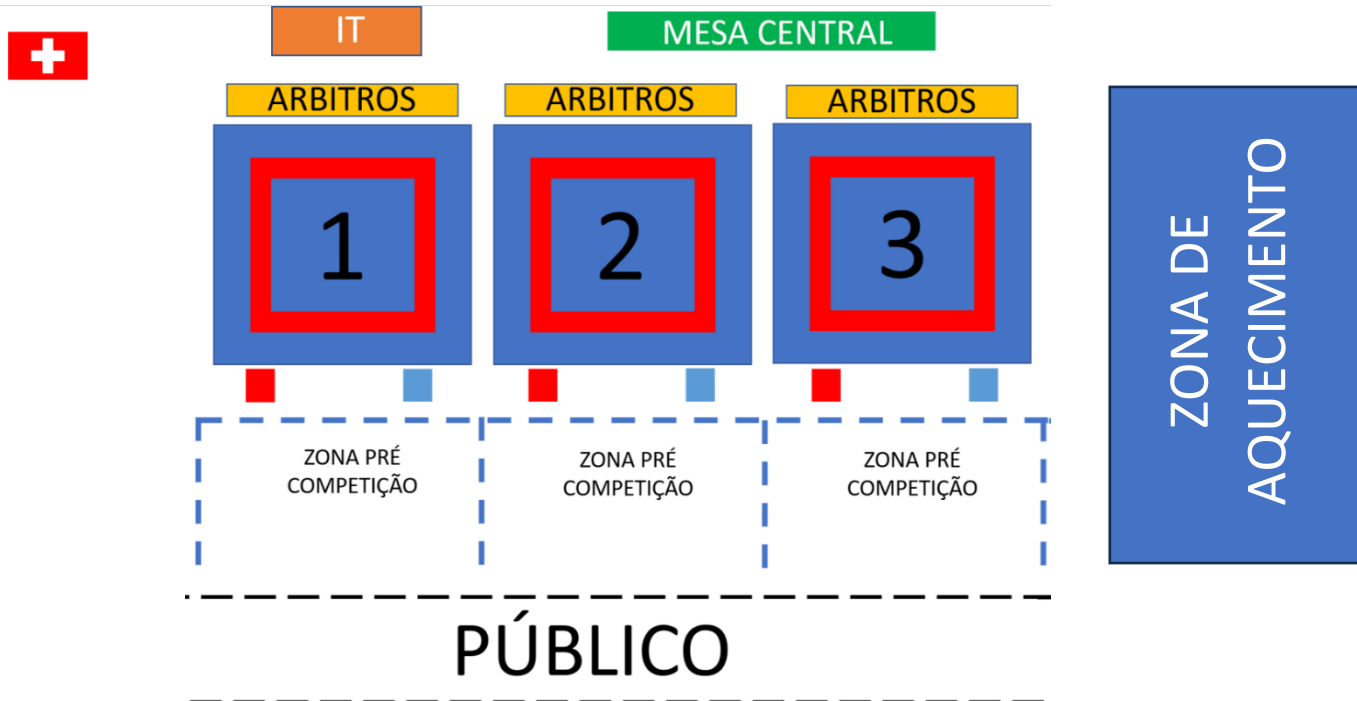 IT
MESA CENTRAL
ARBITROS
ARBITROS
ARBITROS
1
2
3
ZONA PRÉ
COMPETIÇÃO
ZONA PRÉ
COMPETIÇÃO
ZONA PRÉ
COMPETIÇÃO
ZONA DE
AQUECIMENTO
PÚBLICO